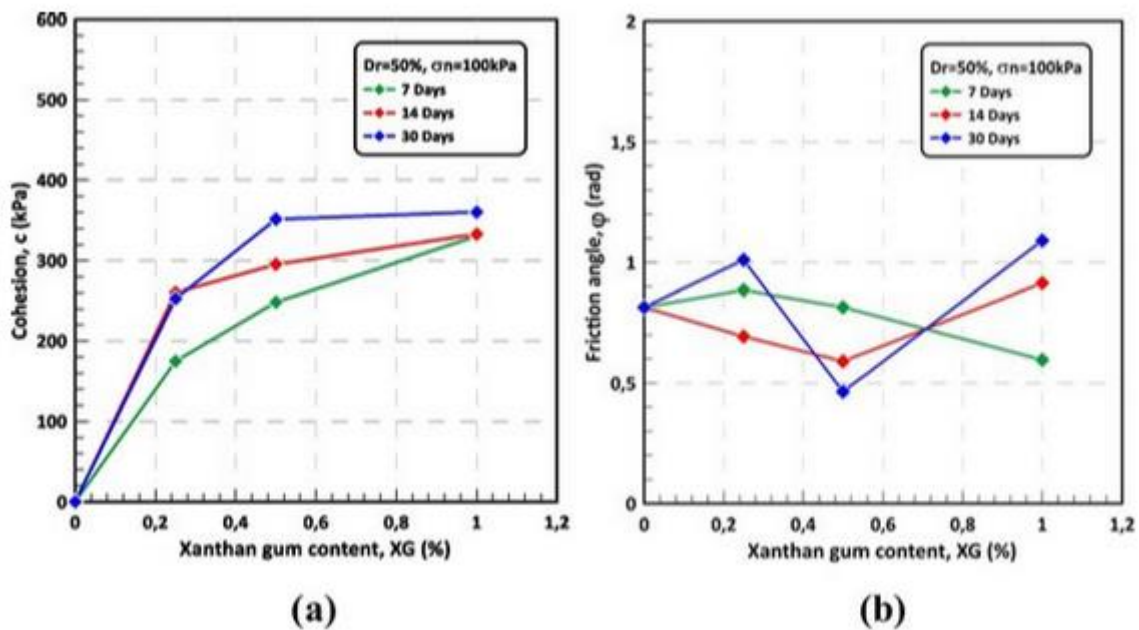 600
500
400
300
200
100
0
Cohesion, c (kPa)
Dr=50%, σn=100kPa
7 Days
14 Days
30 Days
0 0,2 0,4 0,6 0,8 1 1,2
Xanthan gum content, XG (%)
(a)
2
1,5
1
0,5
0
Friction angle, φ (rad)
Dr=50%, σn=100kPa
7 Days
14 Days
30 Days
0 0,2 0,4 0,6 0,8 1 1,2
Xanthan gum content, XG (%)
(b)